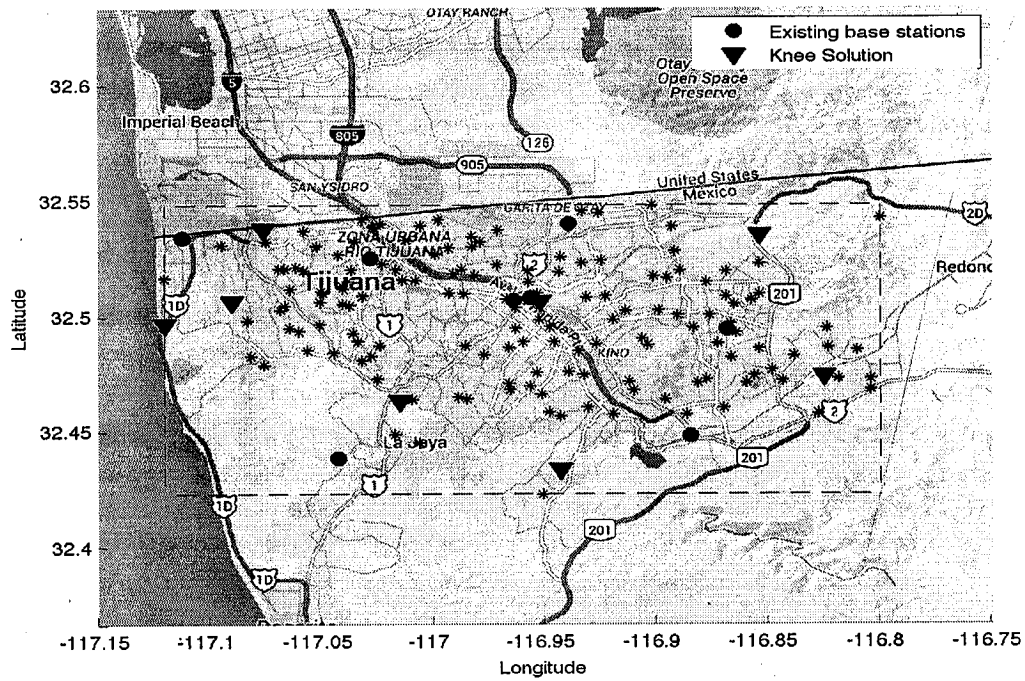 OTAY RANCH
Existing base stations
Knee Solution
Otay
Open Space
Preserve
32.6
5
Imperial Beach
805
126
905
SAN YSIDRO
United States
Mexico
32.55
GARITA DE OTAY
2D
ZONA URBANA
RIO TIJUANA
2
Tijuana
201
1D
1
Latitude
32.5
KINO
2
32.45
La Joya
201
1
1D
201
32.4
1D
-117.15
-117.1
-117.05
-117
-116.95
-116.9
-116.85
-116.8
-116.75
Longitude